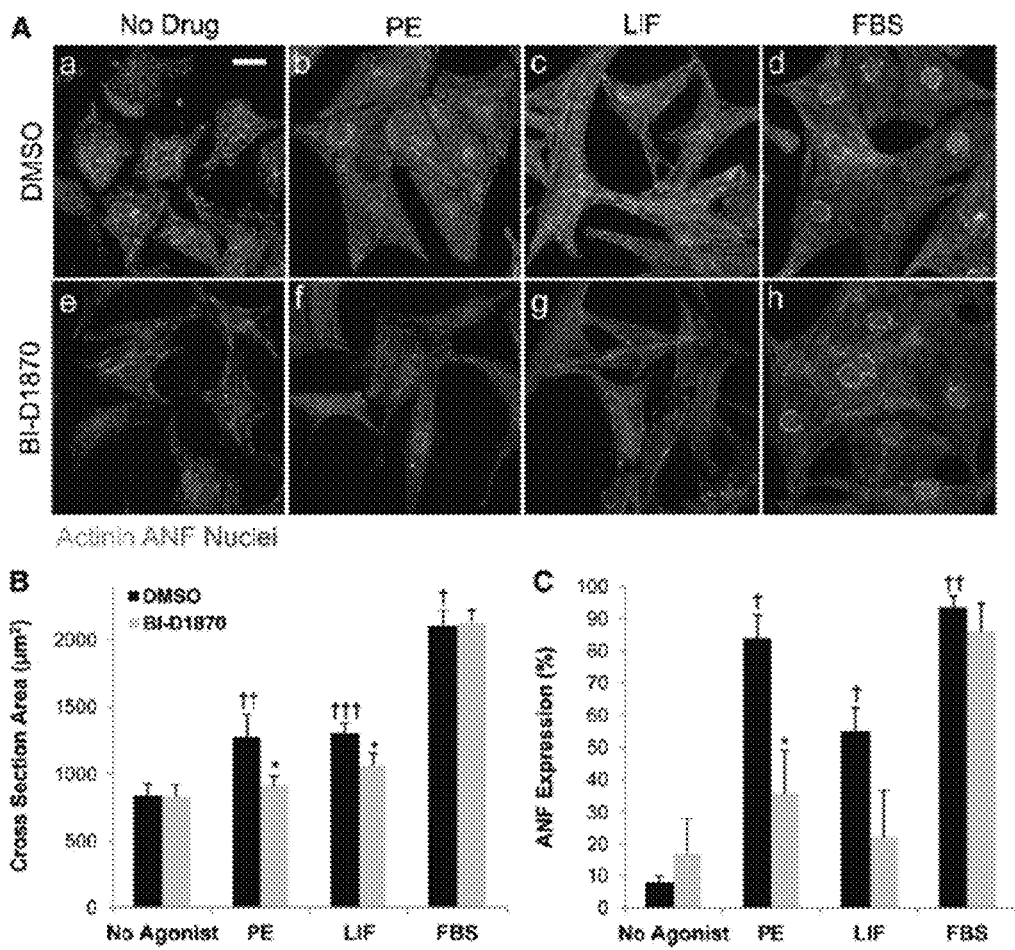 A
No Drug PE LIF FBS
DMSO
a b c d
BI-D1870
e f g h
Actinin ANF Nuclei
B
DMSO
BI-D1870
Cross Section Area (µm²)
2000
1500
1000
500
0
†† * ††† * †
No Agonist PE LIF FBS
C
ANF Expression (%)
100
90
80
70
60
50
40
30
20
10
0
† * † ††
No Agonist PE LIF FBS